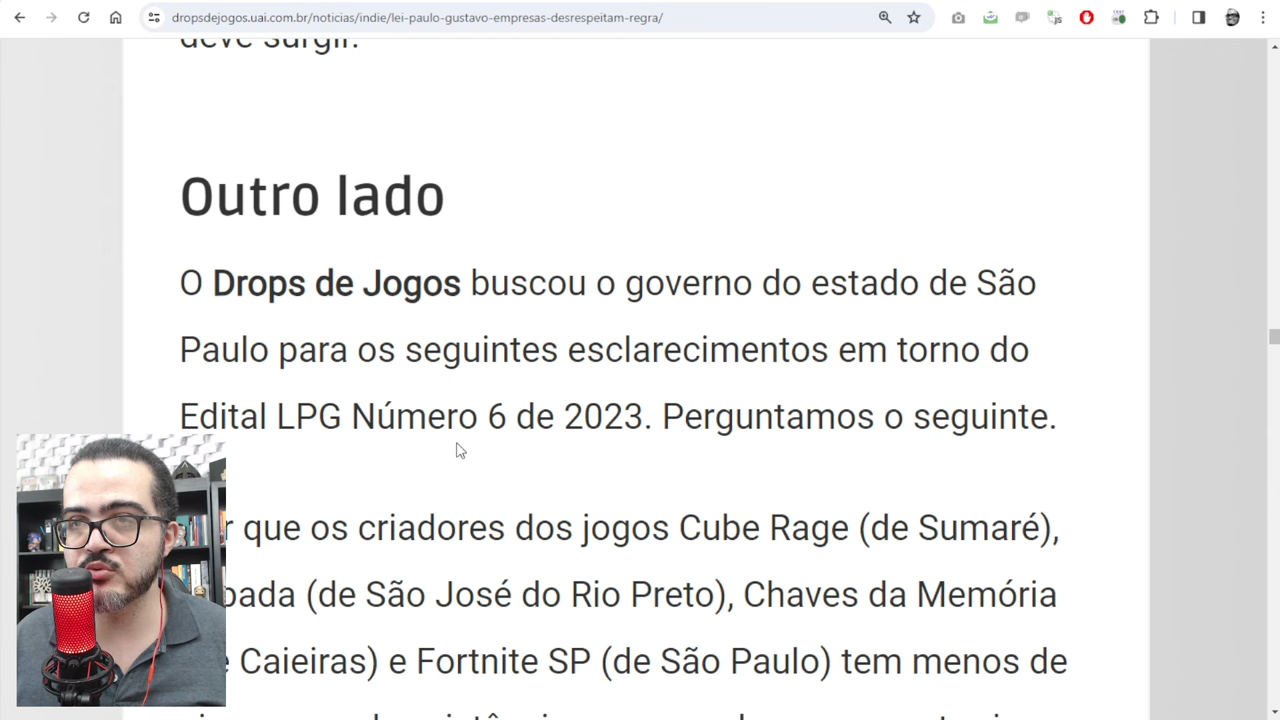 dropsdejogos.uai.com.br/noticias/indie/lei-paulo-gustavo-empresas-desrespeitam-regra/
deve surgir.
Outro lado
O Drops de Jogos buscou o governo do estado de São
Paulo para os seguintes esclarecimentos em torno do
Edital LPG Número 6 de 2023. Perguntamos o seguinte.
que os criadores dos jogos Cube Rage (de Sumaré),
(de São José do Rio Preto), Chaves da Memória
Caieiras) e Fortnite SP (de São Paulo) tem menos de